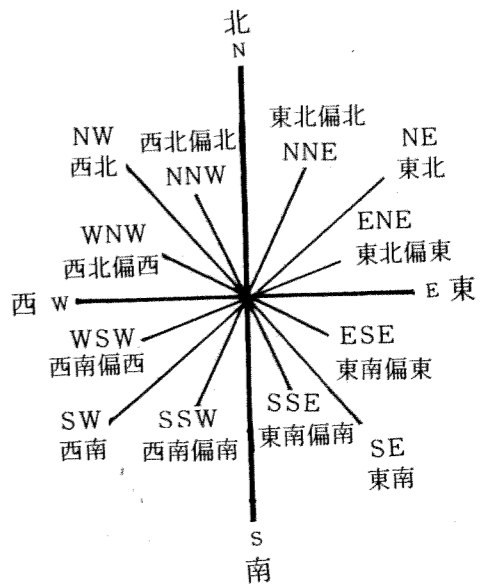 北
N
東北偏北
NNE
NW
西北
西北偏北
NNW
NE
東北
ENE
東北偏東
WNW
西北偏西
西 W
E 東
WSW
西南偏西
ESE
東南偏東
SW
西南
SSW
西南偏南
SSE
東南偏南
SE
東南
S
南